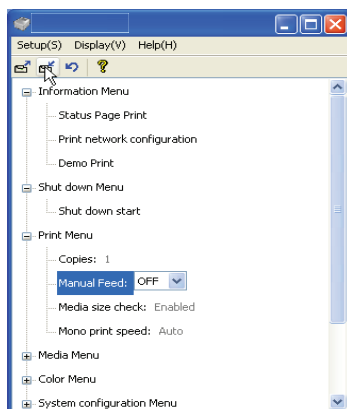 Setup(S) Display(V) Help(H)
Information Menu
Status Page Print
Print network configuration
Demo Print
Shut down Menu
Shut down start
Print Menu
Copies: 1
Manual Feed: OFF
Media size check: Enabled
Mono print speed: Auto
Media Menu
Color Menu
System configuration Menu